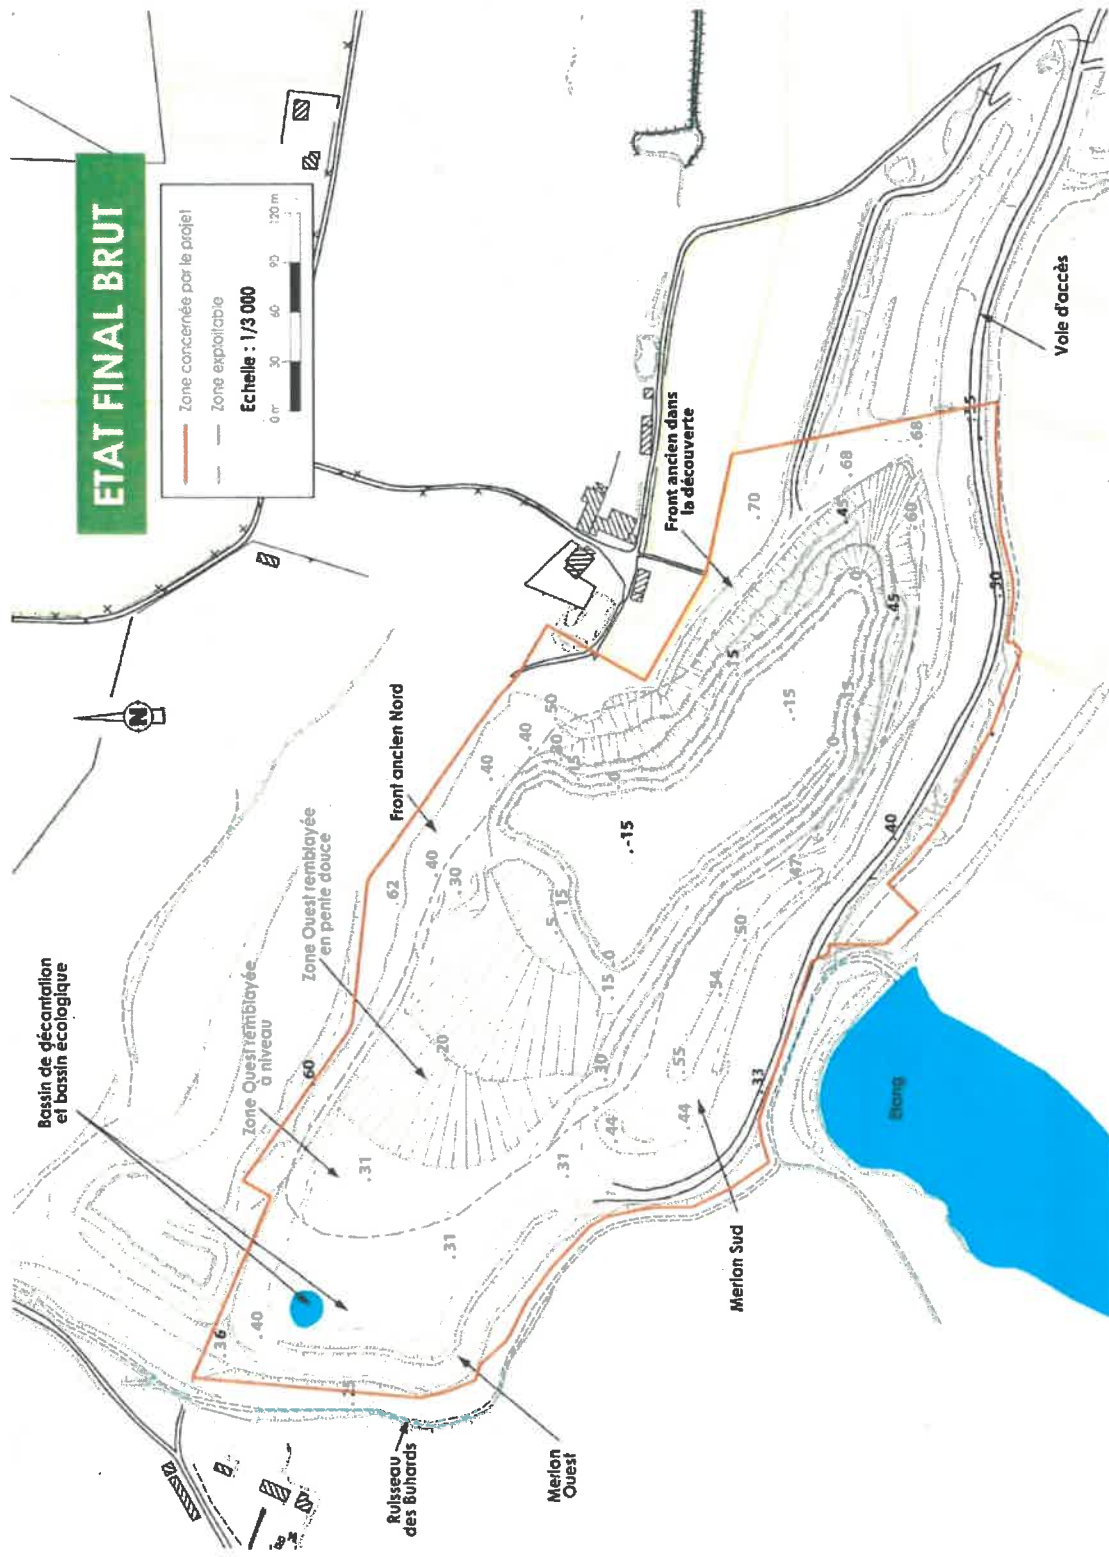 ETAT FINAL BRUT
Zone concernée par le projet
Zone exploitable
Echelle : 1/3 000
0 m 30 60 90 120 m
N
Bassin de décantation
et bassin écologique
Zone Ouest remblayée
à niveau
Zone Ouest remblayée
en pente douce
Front ancien Nord
Front ancien dans
la découverte
Voie d'accès
Ruisseau
des Buhards
Merlon
Ouest
Merlon Sud
Etang
.36
.40
.25
.31
.31
.31
.60
.20
.62
.40
.30
.40
.40
.50
.30
15
0
.5
.15
.15
0
.30
.44
.44
.55
.54
.50
.47
.33
.40
.30
.-15
.-15
.15
.15
0
0
.45
.45
.60
.68
.68
.70